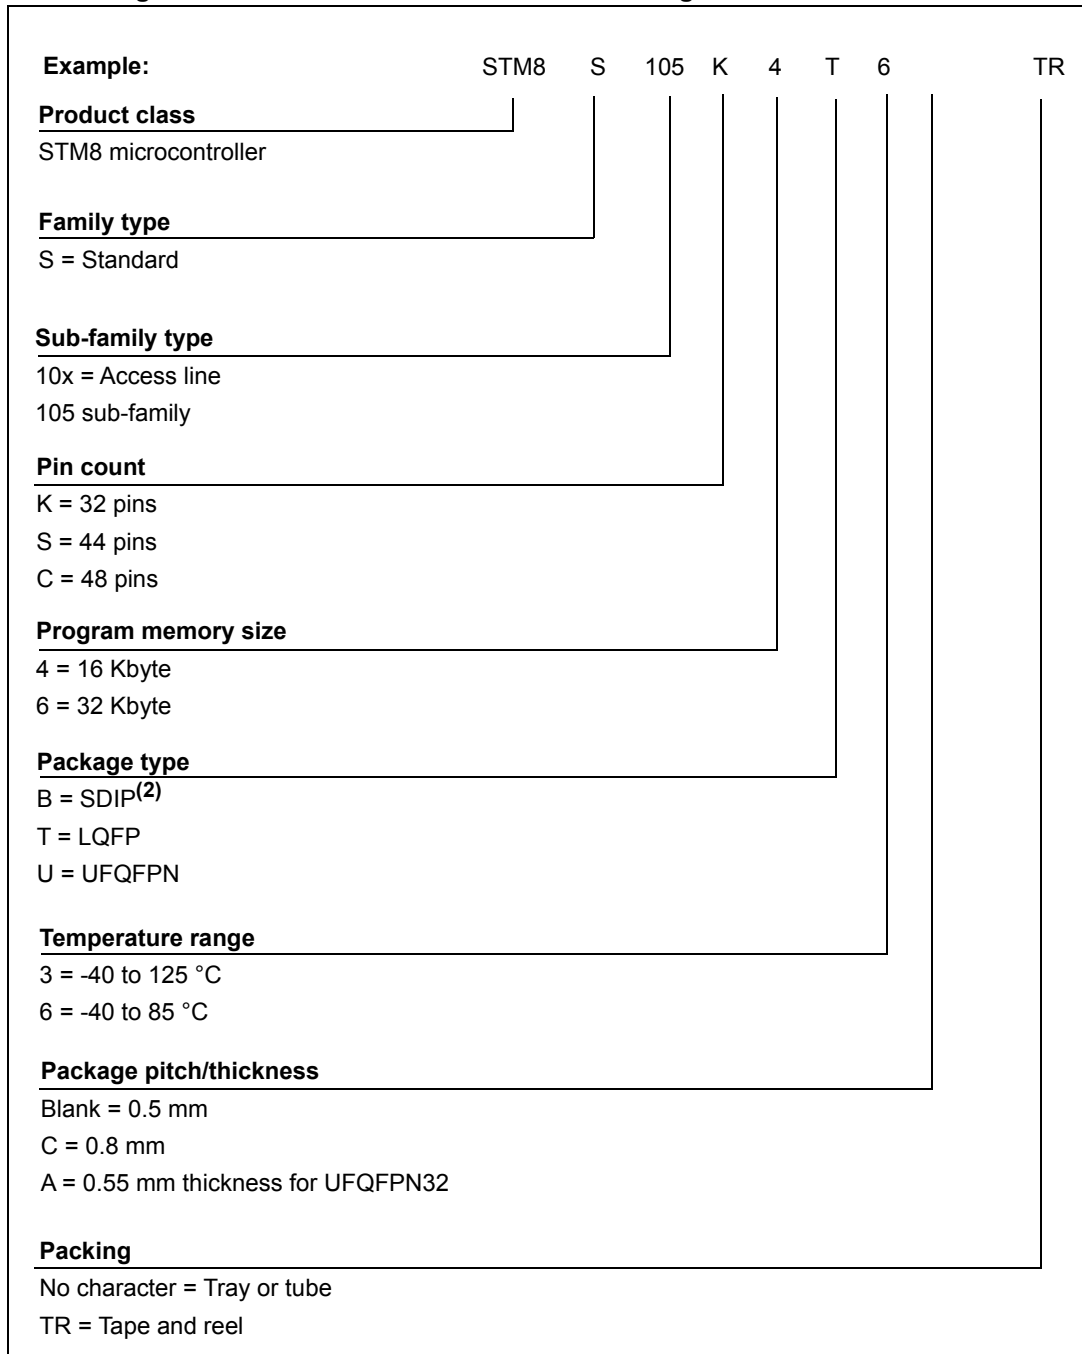 Example: STM8 S 105 K 4 T 6 TR
Product class
STM8 microcontroller
Family type
S = Standard
Sub-family type
10x = Access line
105 sub-family
Pin count
K = 32 pins
S = 44 pins
C = 48 pins
Program memory size
4 = 16 Kbyte
6 = 32 Kbyte
Package type
B = SDIP(2)
T = LQFP
U = UFQFPN
Temperature range
3 = -40 to 125 °C
6 = -40 to 85 °C
Package pitch/thickness
Blank = 0.5 mm
C = 0.8 mm
A = 0.55 mm thickness for UFQFPN32
Packing
No character = Tray or tube
TR = Tape and reel